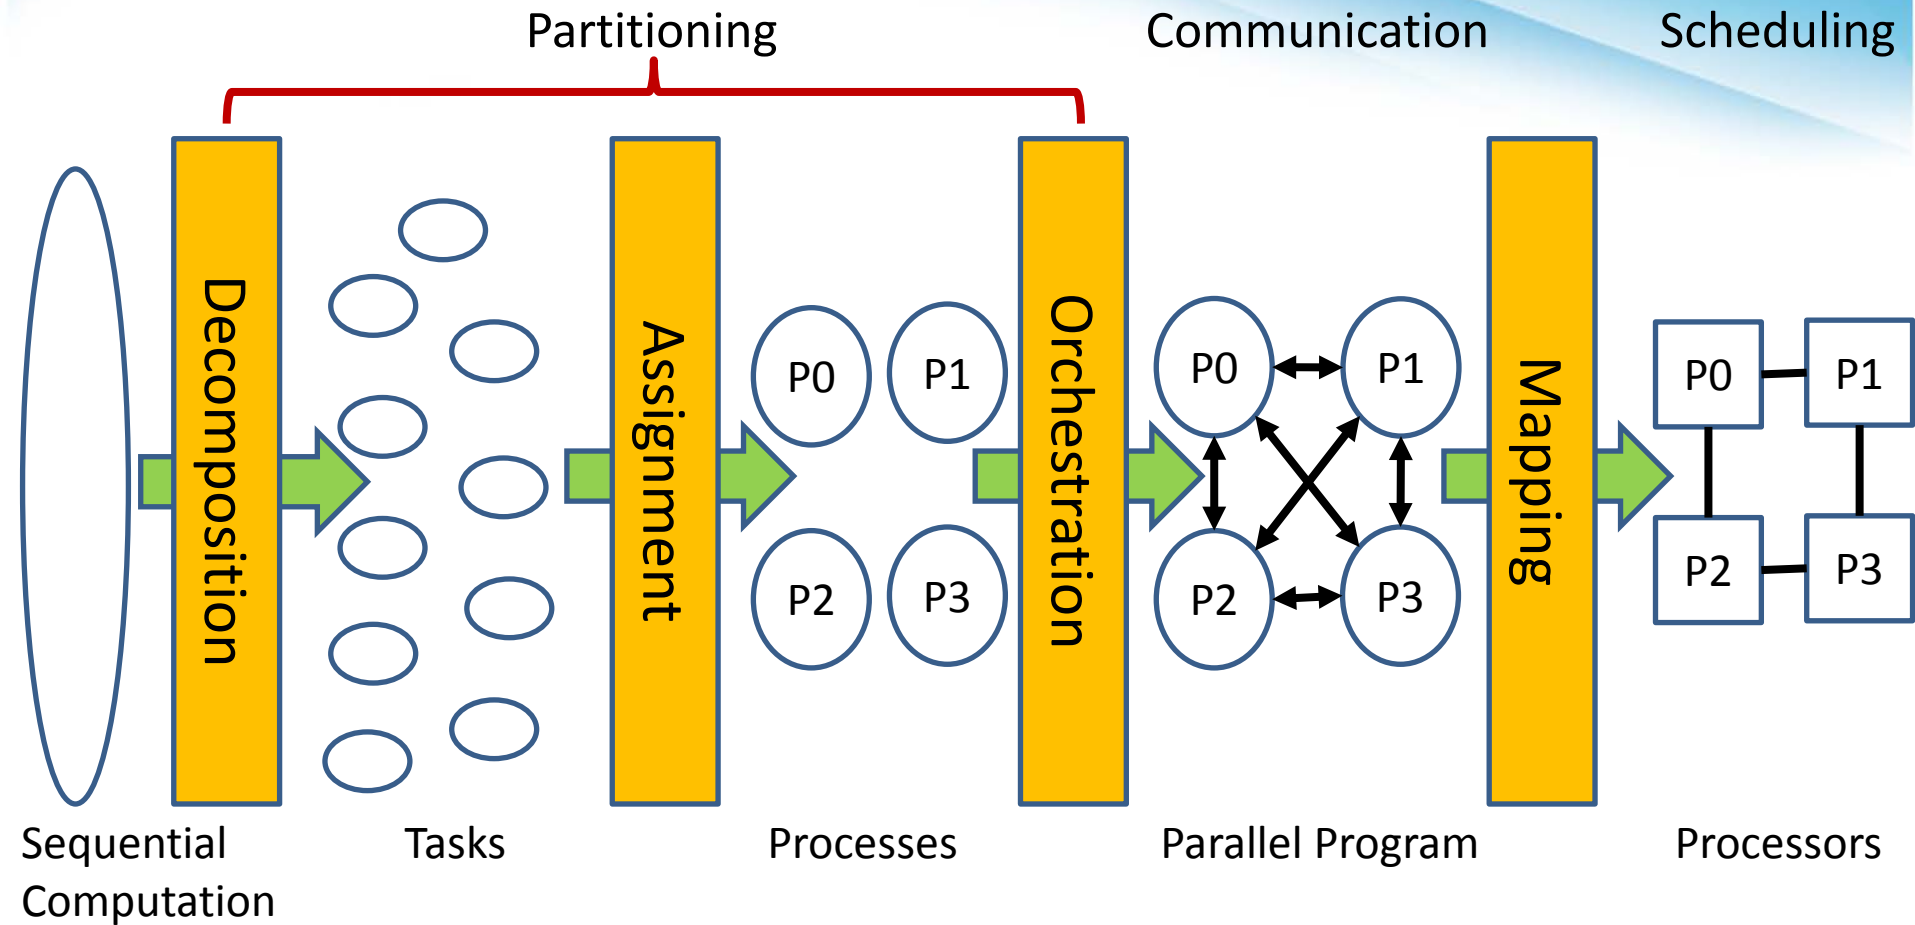 Partitioning
Communication
Scheduling
Decomposition
Assignment
Orchestration
Mapping
P0
P1
P2
P3
P0
P1
P2
P3
P0
P1
P2
P3
Sequential
Computation
Tasks
Processes
Parallel Program
Processors